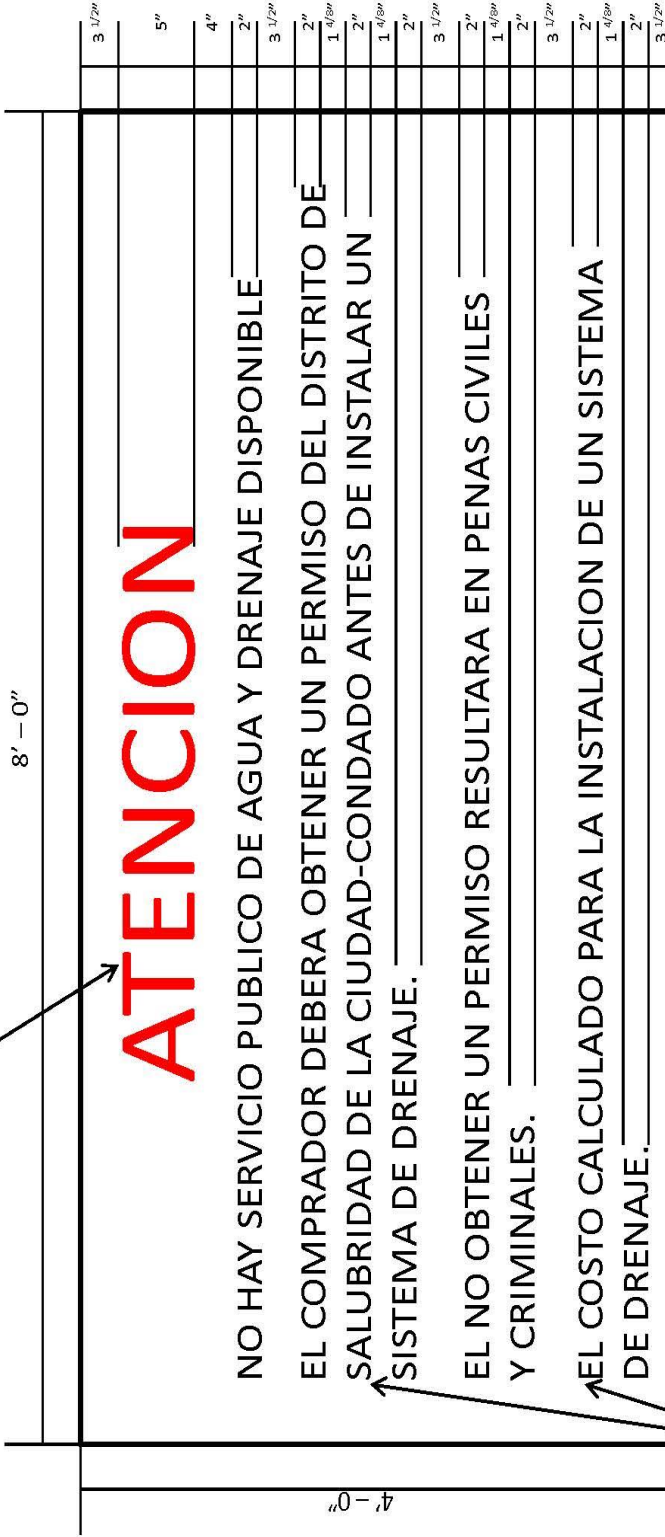 8' – 0"
4' – 0"
ATENCION
NO HAY SERVICIO PUBLICO DE AGUA Y DRENAJE DISPONIBLE
EL COMPRADOR DEBERA OBTENER UN PERMISO DEL DISTRITO DE
SALUBRIDAD DE LA CIUDAD-CONDADO ANTES DE INSTALAR UN
SISTEMA DE DRENAJE.
EL NO OBTENER UN PERMISO RESULTARA EN PENAS CIVILES
Y CRIMINALES.
EL COSTO CALCULADO PARA LA INSTALACION DE UN SISTEMA
DE DRENAJE.
3 1/2"
5"
4"
2"
3 1/2"
2"
1 4/8"
2"
1 4/8"
2"
3 1/2"
2"
1 4/8"
2"
3 1/2"
2"
1 4/8"
2"
3 1/2"